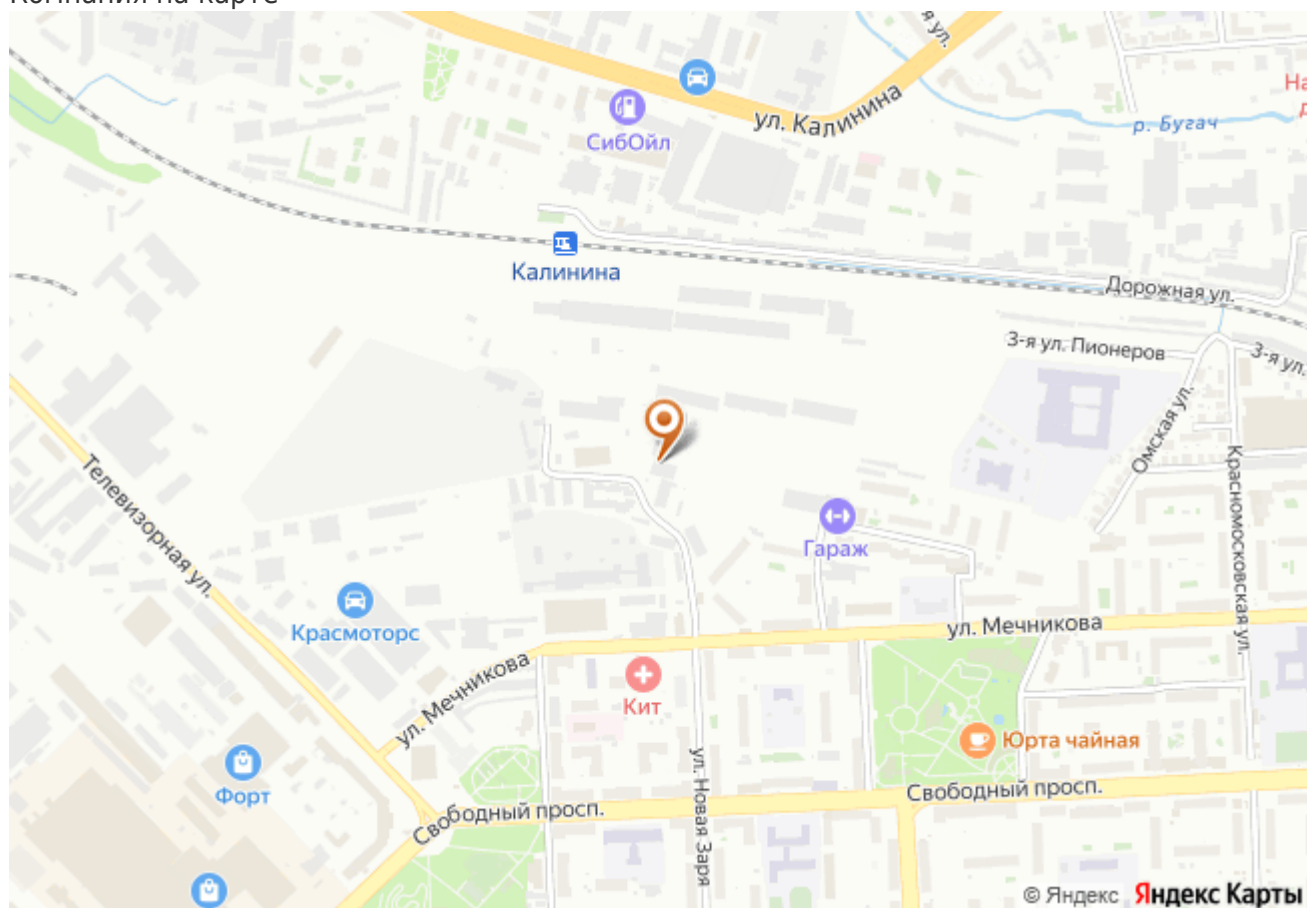 Компания на карте
я ул.
ул. Калинина
СибОйл
р. Бугач
На
д
Калинина
Дорожная ул.
3-я ул. Пионеров
3-я ул.
Омская ул.
Красномосковская ул.
Телевизорная ул.
Гараж
Красмоторс
ул. Мечникова
ул. Мечникова
Кит
Юрта чайная
ул. Новая Заря
Форт
Свободный просп.
Свободный просп.
© Яндекс Яндекс Карты